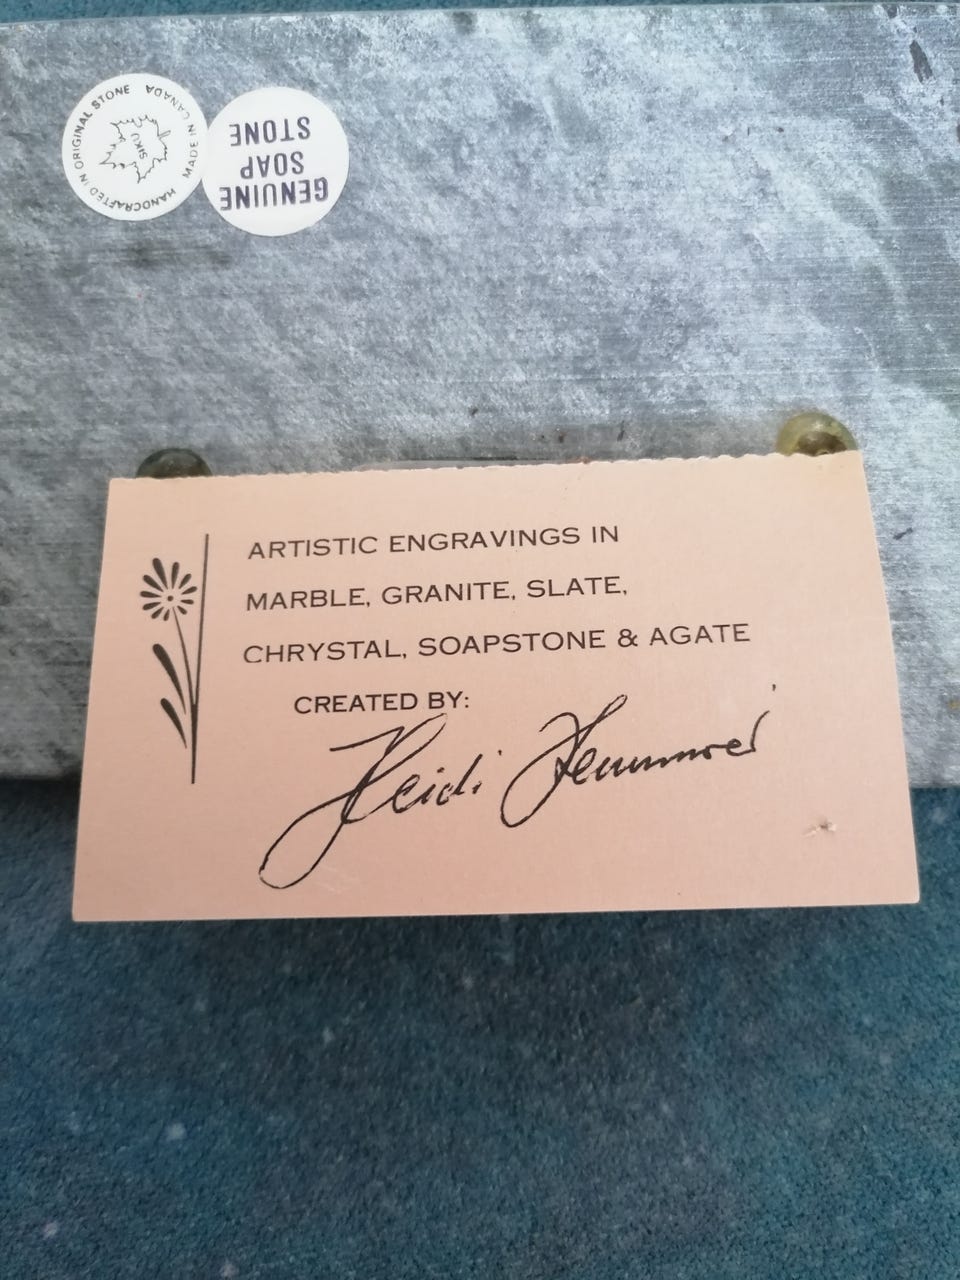 HANDCRAFTED IN ORIGINAL STONE
SIKU
MADE IN CANADA
GENUINE
SOAP
STONE
ARTISTIC ENGRAVINGS IN
MARBLE, GRANITE, SLATE,
CHRYSTAL, SOAPSTONE & AGATE
CREATED BY:
Heidi